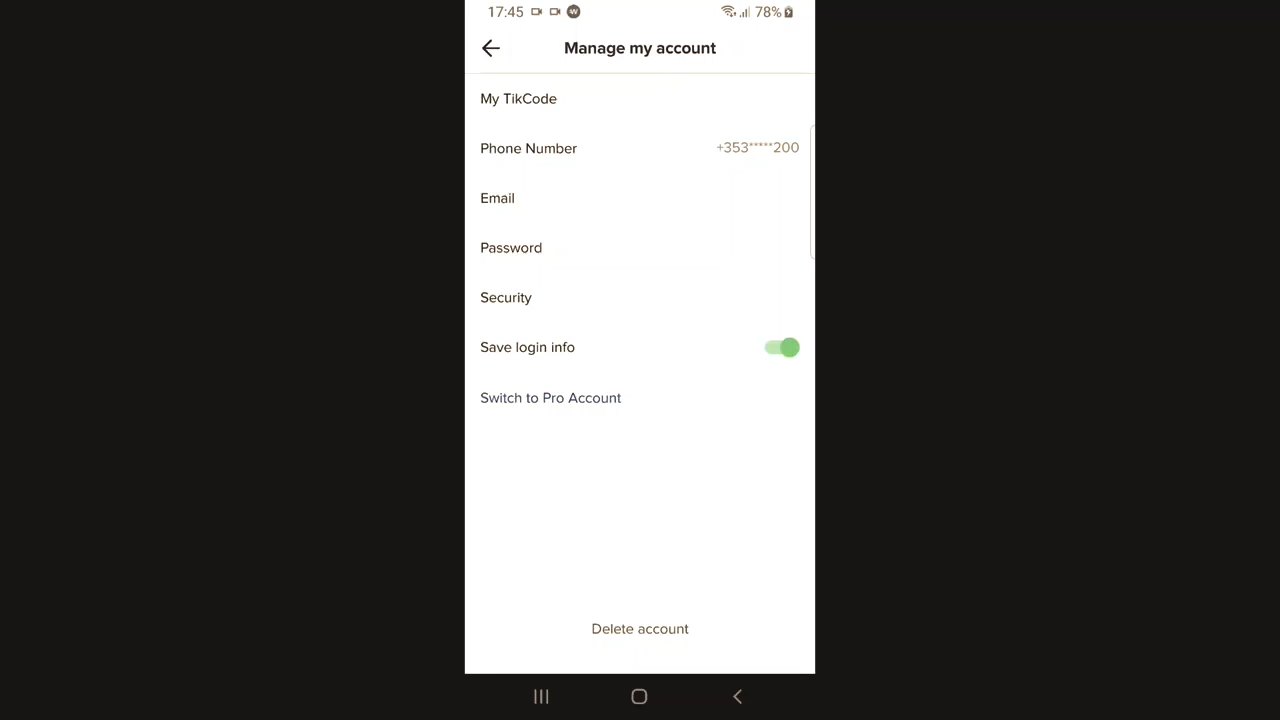 17:45 W 78%
Manage my account
My TikCode
Phone Number +353*****200
Email
Password
Security
Save login info
Switch to Pro Account
Delete account